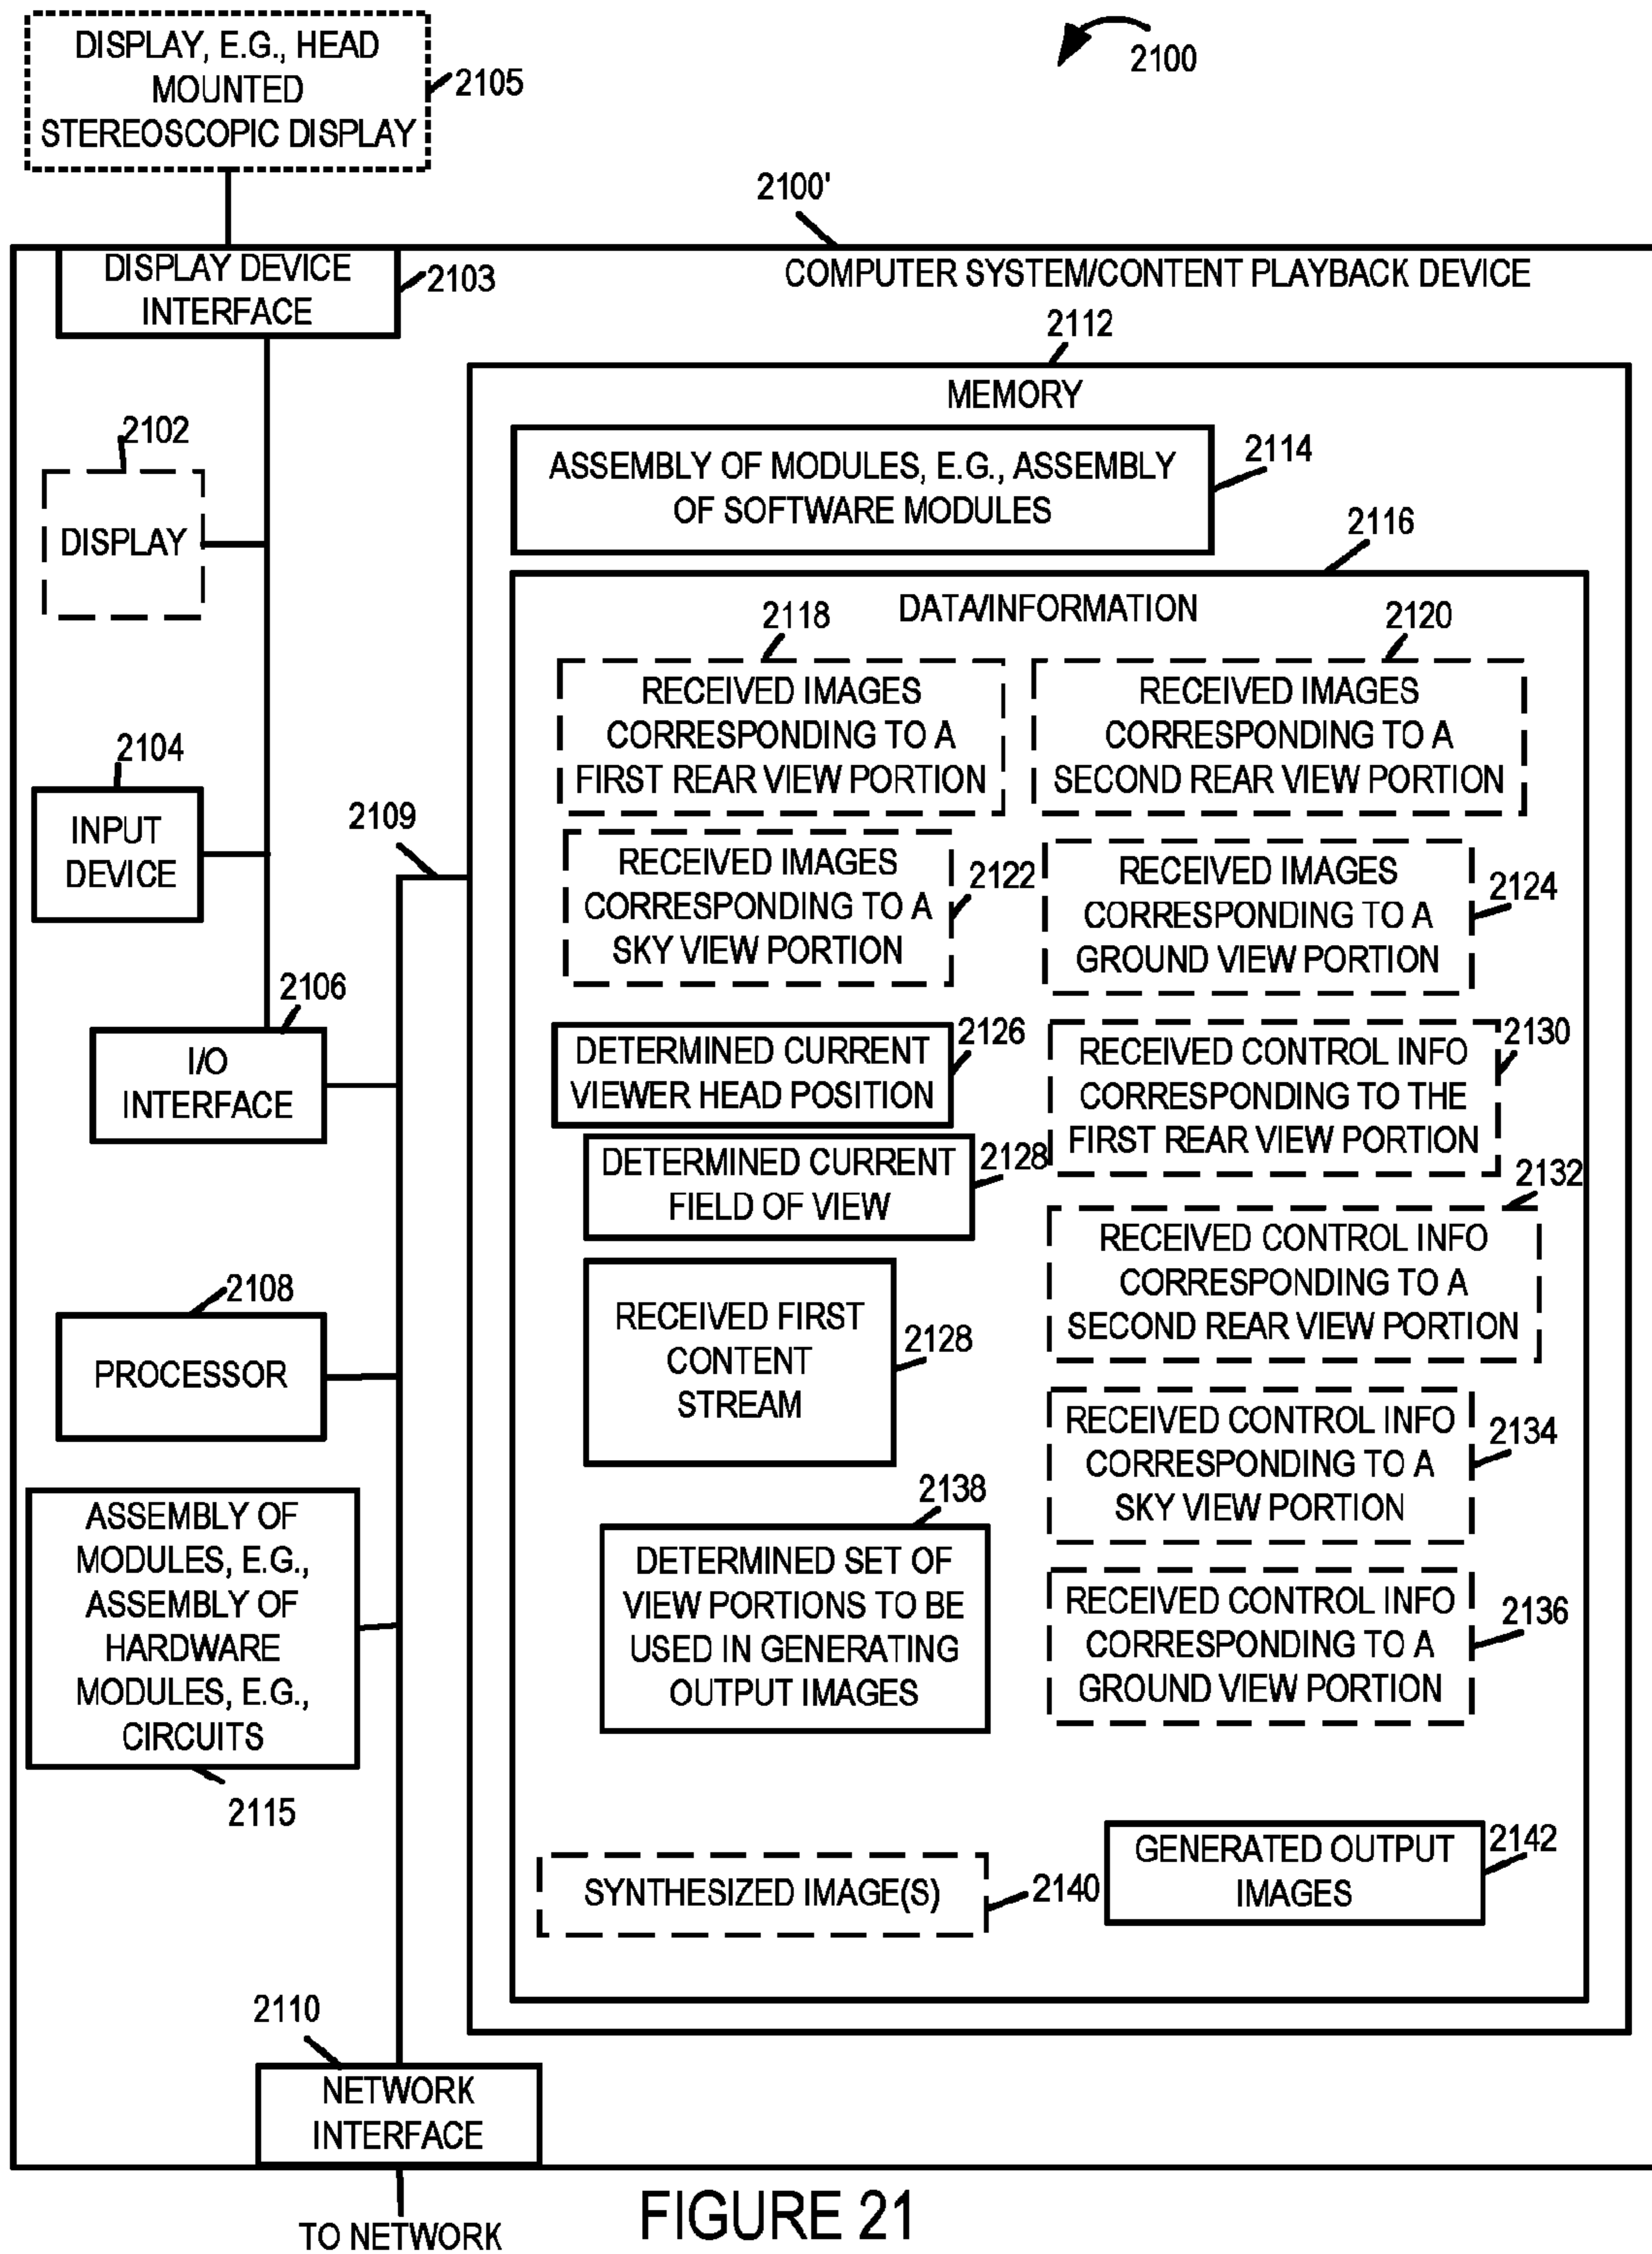 DISPLAY, E.G., HEAD
MOUNTED
STEREOSCOPIC DISPLAY
2105
2100
2100'
DISPLAY DEVICE
INTERFACE
2103
COMPUTER SYSTEM/CONTENT PLAYBACK DEVICE
2112
MEMORY
2102
DISPLAY
ASSEMBLY OF MODULES, E.G., ASSEMBLY
OF SOFTWARE MODULES
2114
2116
DATA/INFORMATION
2118
RECEIVED IMAGES
CORRESPONDING TO A
FIRST REAR VIEW PORTION
2120
RECEIVED IMAGES
CORRESPONDING TO A
SECOND REAR VIEW PORTION
2104
INPUT
DEVICE
2109
RECEIVED IMAGES
CORRESPONDING TO A
SKY VIEW PORTION
2122
RECEIVED IMAGES
CORRESPONDING TO A
GROUND VIEW PORTION
2124
2106
I/O
INTERFACE
DETERMINED CURRENT
VIEWER HEAD POSITION
2126
RECEIVED CONTROL INFO
CORRESPONDING TO THE
FIRST REAR VIEW PORTION
2130
DETERMINED CURRENT
FIELD OF VIEW
2128
2132
RECEIVED CONTROL INFO
CORRESPONDING TO A
SECOND REAR VIEW PORTION
2108
PROCESSOR
RECEIVED FIRST
CONTENT
STREAM
2128
RECEIVED CONTROL INFO
CORRESPONDING TO A
SKY VIEW PORTION
2134
ASSEMBLY OF
MODULES, E.G.,
ASSEMBLY OF
HARDWARE
MODULES, E.G.,
CIRCUITS
2115
2138
DETERMINED SET OF
VIEW PORTIONS TO BE
USED IN GENERATING
OUTPUT IMAGES
RECEIVED CONTROL INFO
CORRESPONDING TO A
GROUND VIEW PORTION
2136
SYNTHESIZED IMAGE(S)
2140
GENERATED OUTPUT
IMAGES
2142
2110
NETWORK
INTERFACE
TO NETWORK
FIGURE 21